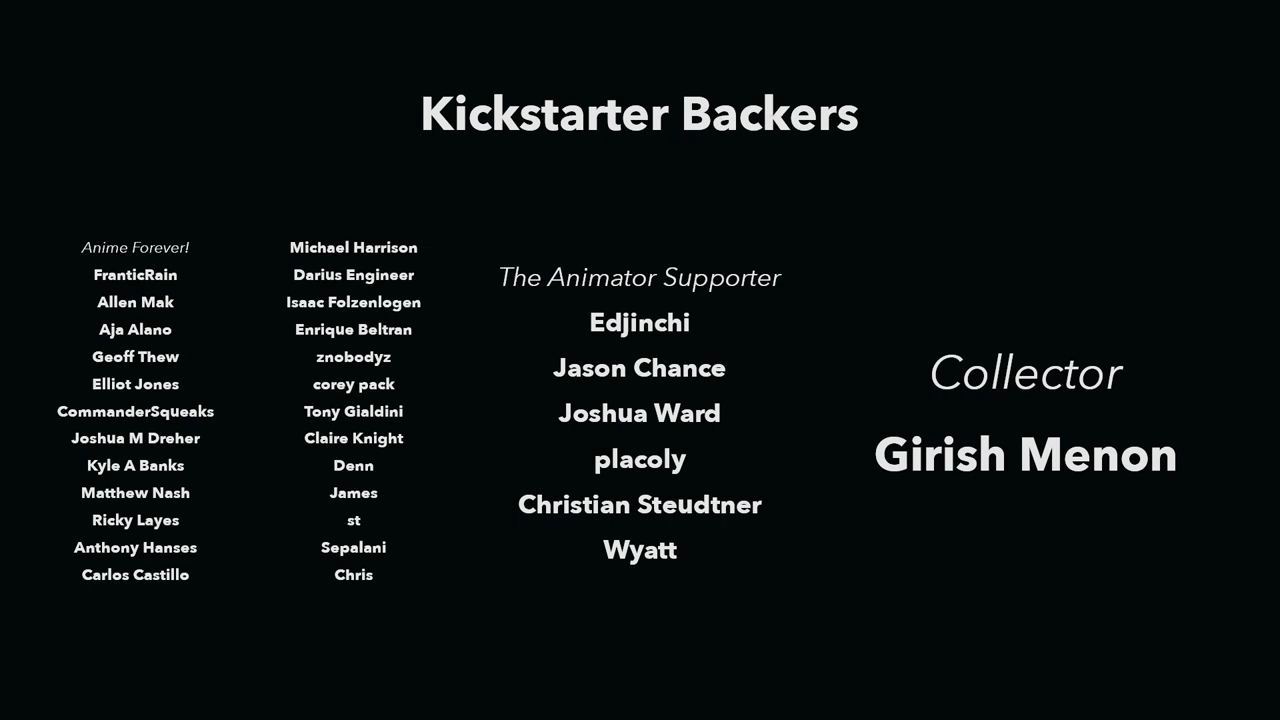 Kickstarter Backers
Anime Forever!
FranticRain
Allen Mak
Aja Alano
Geoff Thew
Elliot Jones
CommanderSqueaks
Joshua M Dreher
Kyle A Banks
Matthew Nash
Ricky Layes
Anthony Hanses
Carlos Castillo
Michael Harrison
Darius Engineer
Isaac Folzenlogen
Enrique Beltran
znobodyz
corey pack
Tony Gialdini
Claire Knight
Denn
James
st
Sepalani
Chris
The Animator Supporter
Edjinchi
Jason Chance
Joshua Ward
placoly
Christian Steudtner
Wyatt
Collector
Girish Menon